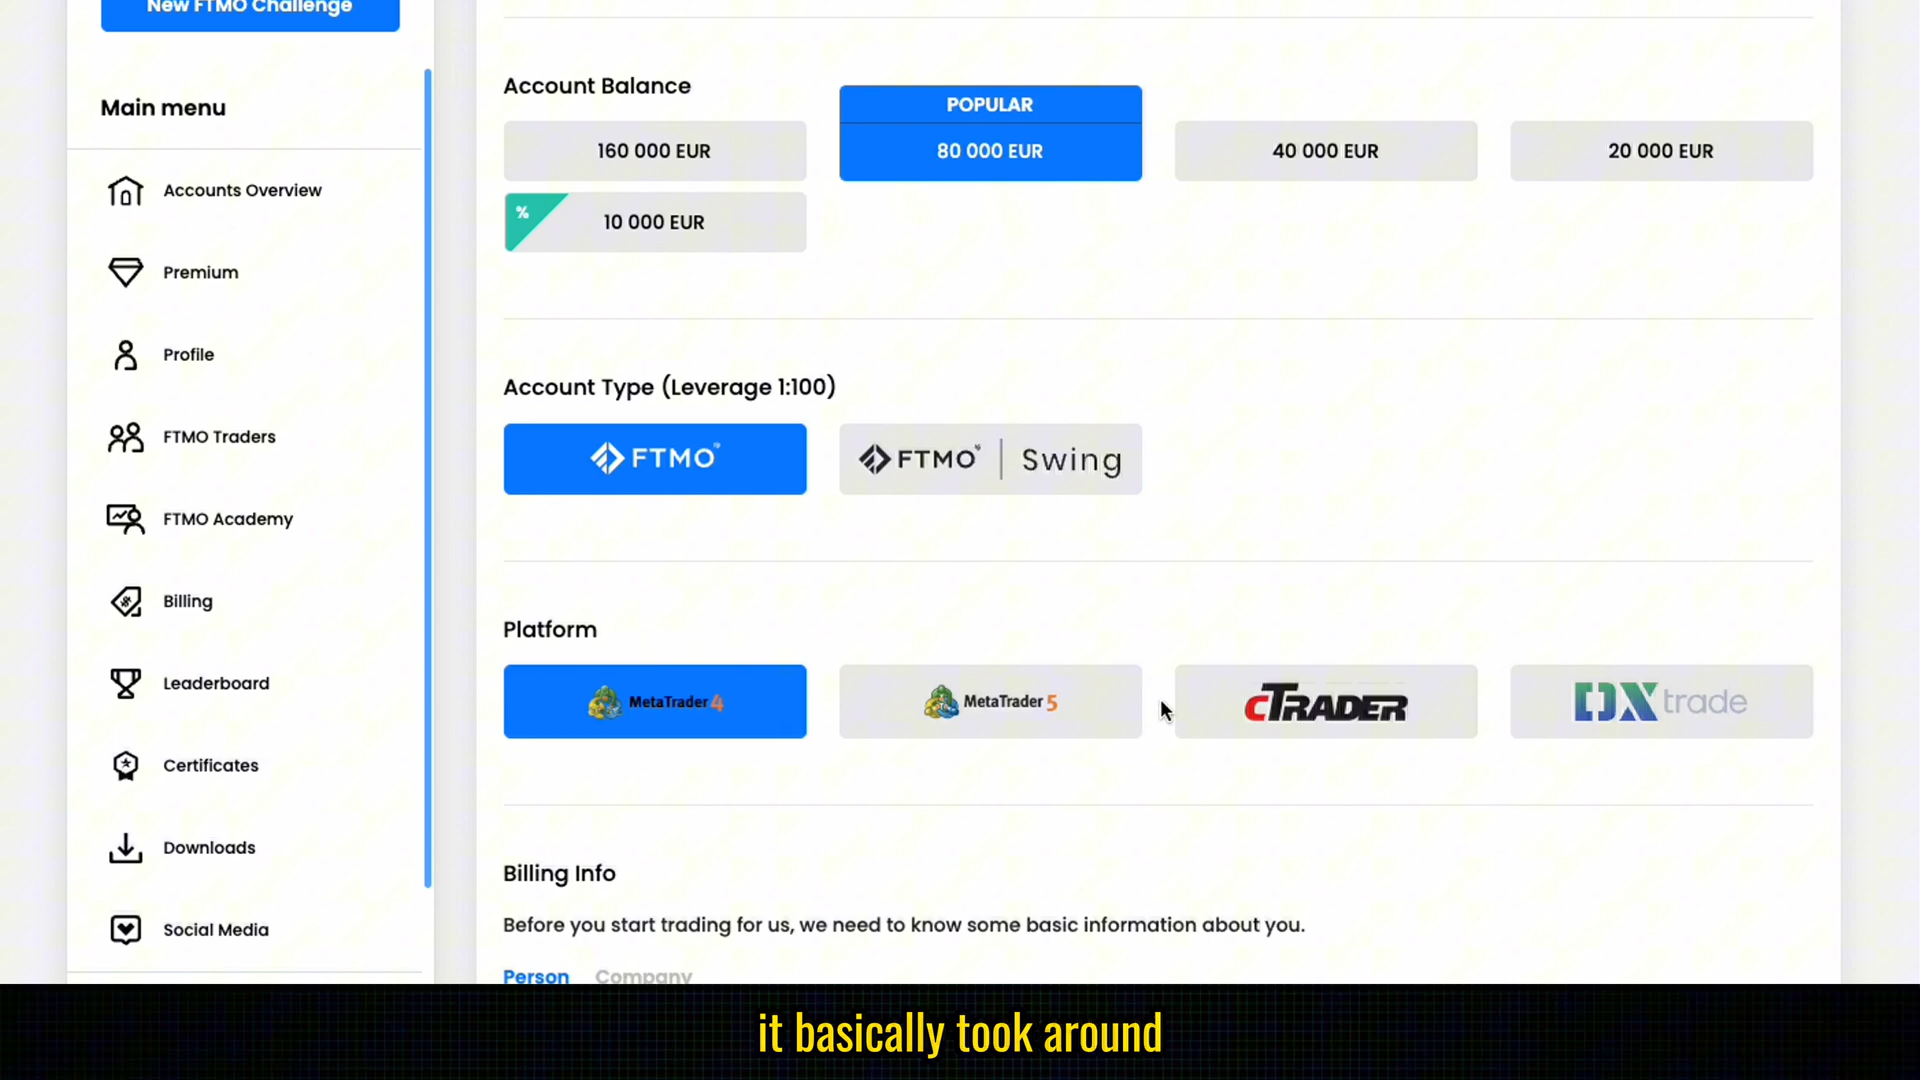 New FTMO Challenge
Main menu
Accounts Overview
Premium
Profile
FTMO Traders
FTMO Academy
Billing
Leaderboard
Certificates
Downloads
Social Media
Account Balance
POPULAR
160 000 EUR
80 000 EUR
40 000 EUR
20 000 EUR
%
10 000 EUR
Account Type (Leverage 1:100)
FTMO
FTMO | Swing
Platform
MetaTrader 4
MetaTrader 5
cTRADER
DXtrade
Billing Info
Before you start trading for us, we need to know some basic information about you.
Person
Company
it basically took around